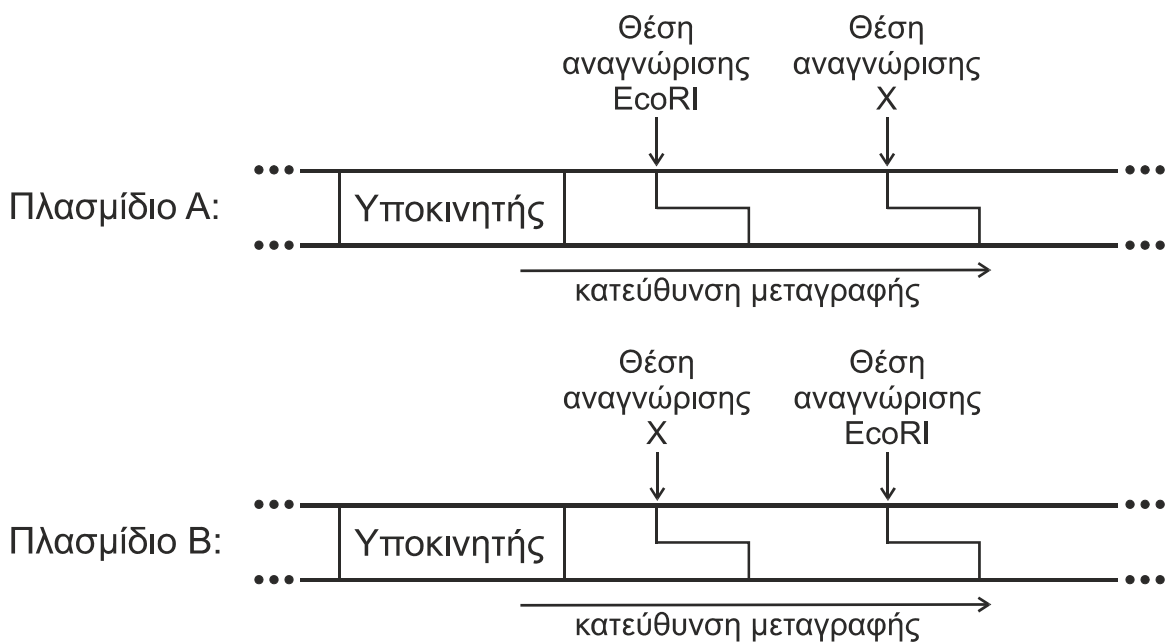 Θέση
αναγνώρισης
EcoRI
Θέση
αναγνώρισης
X
Πλασμίδιο Α:
Υποκινητής
κατεύθυνση μεταγραφής
Θέση
αναγνώρισης
X
Θέση
αναγνώρισης
EcoRI
Πλασμίδιο Β:
Υποκινητής
κατεύθυνση μεταγραφής